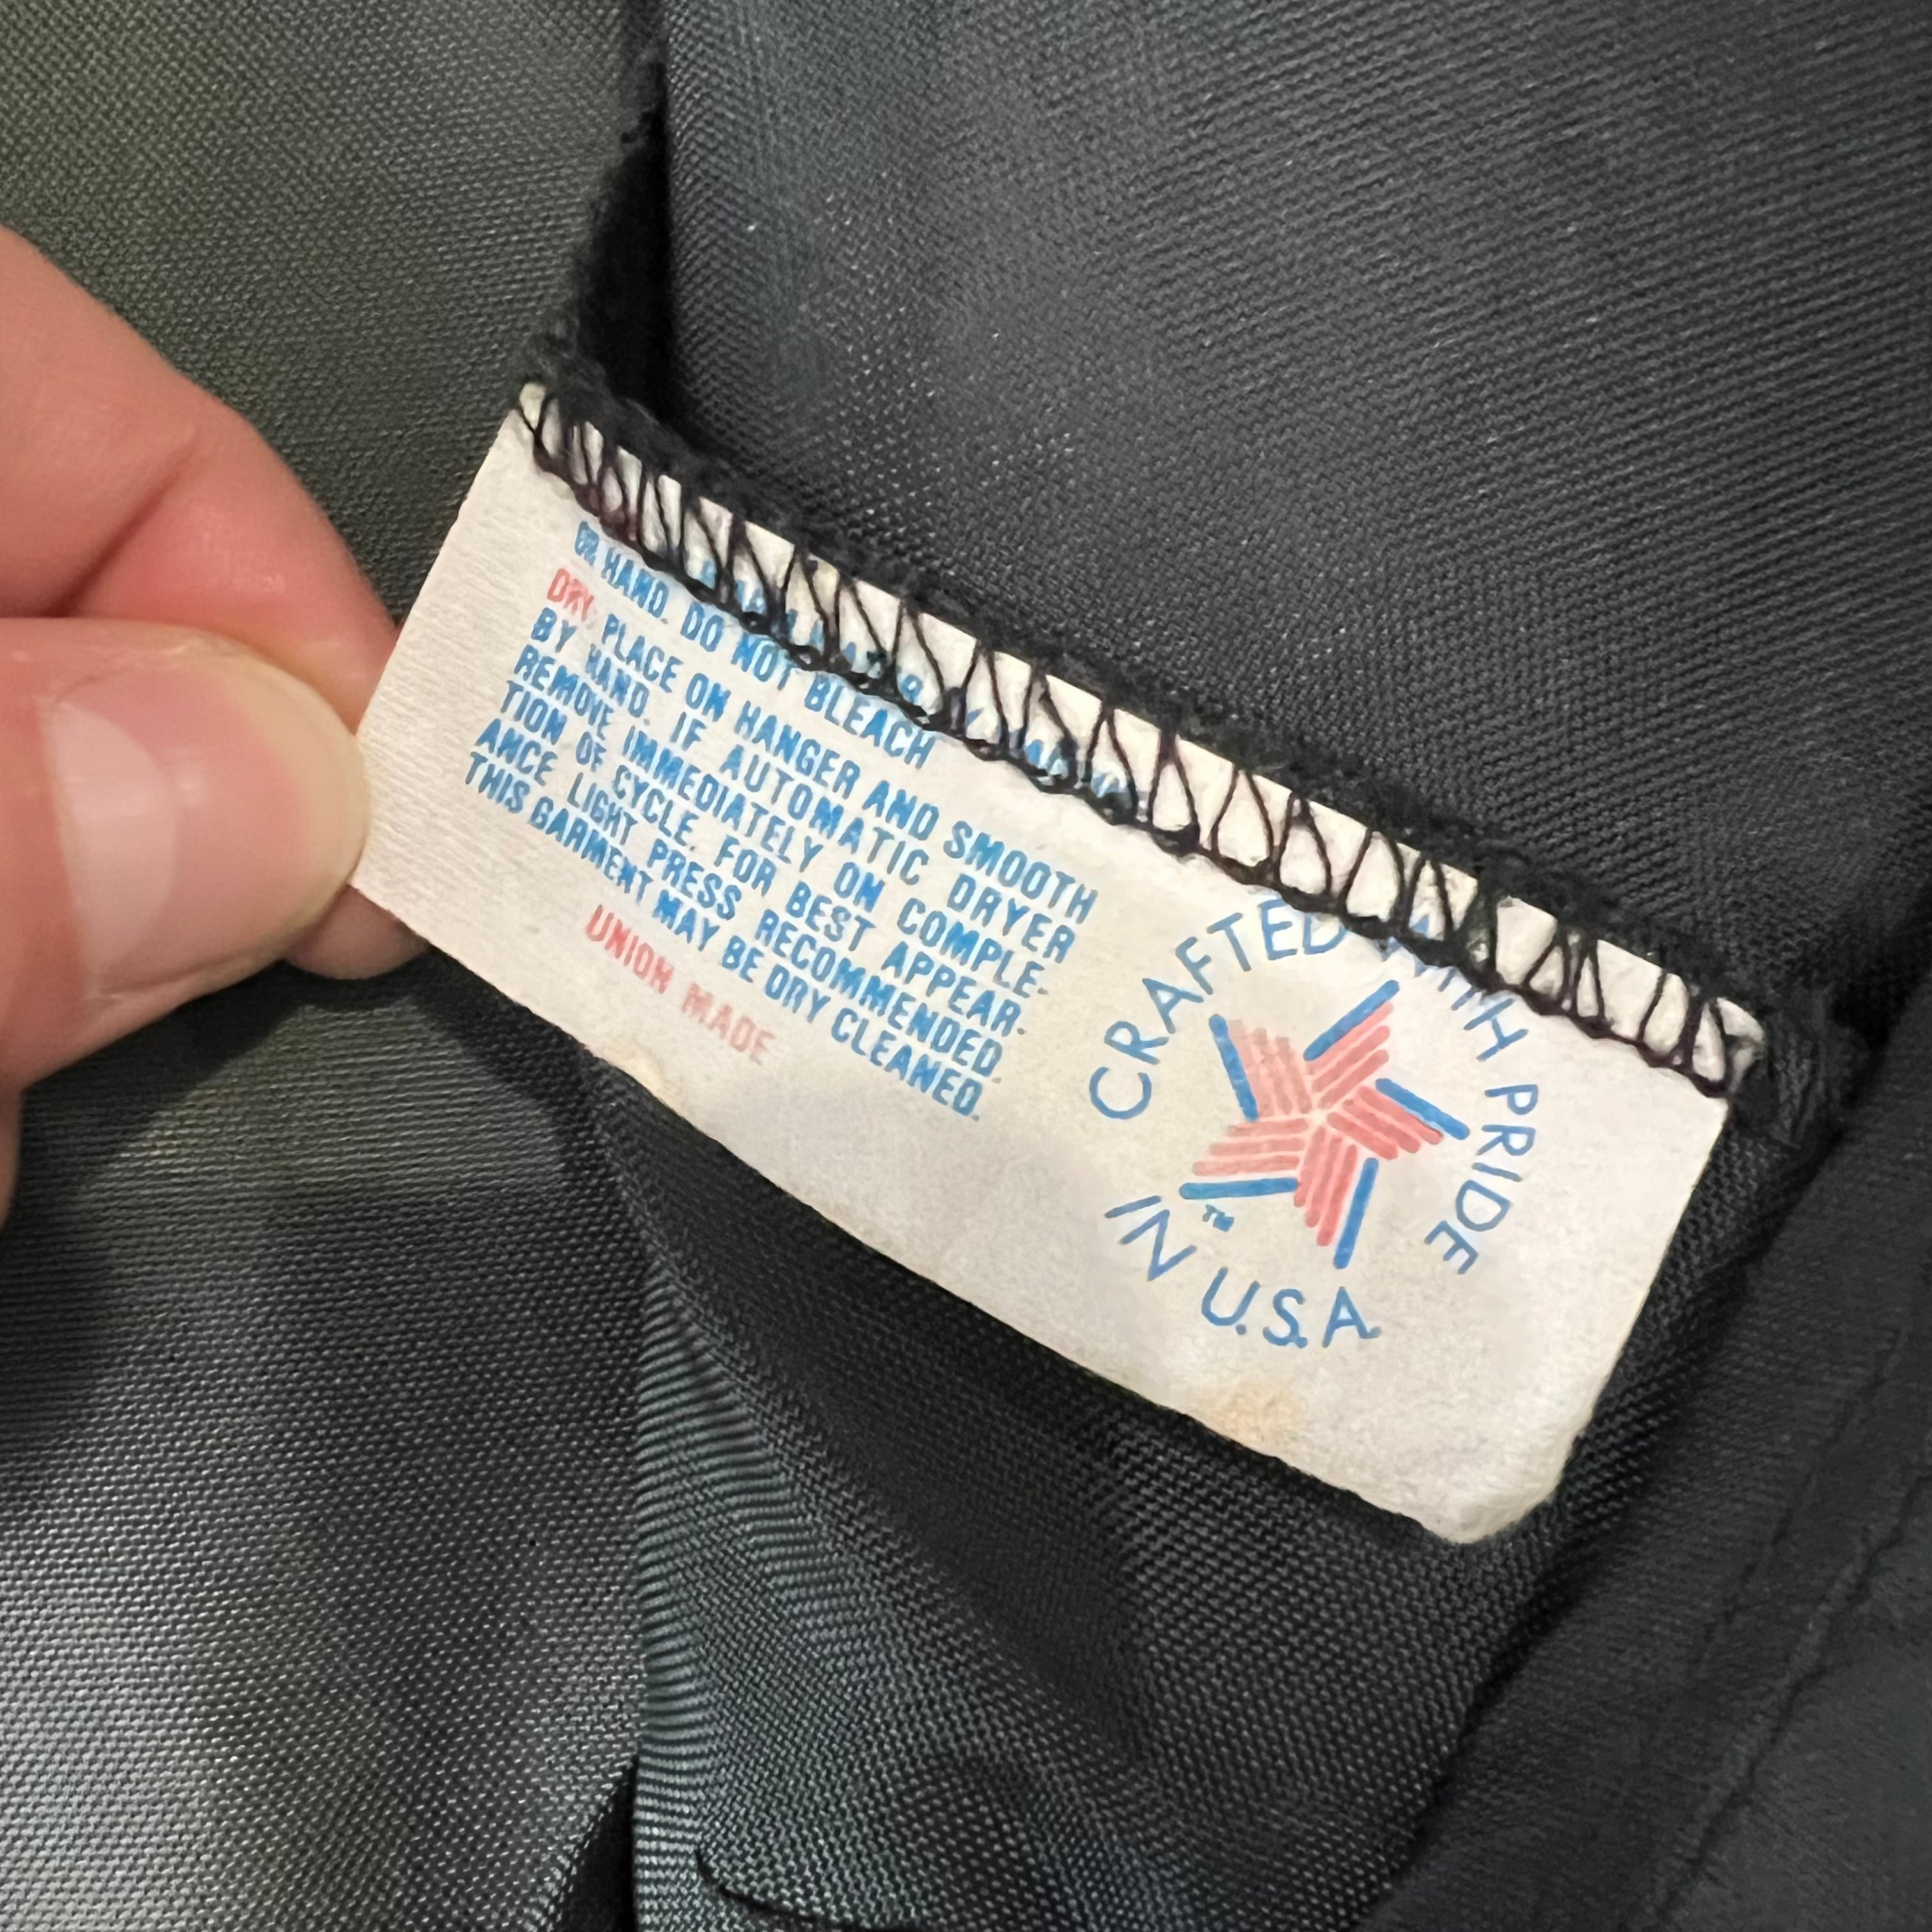 OR HAND. DO NOT BLEACH
DRY: PLACE ON HANGER AND SMOOTH
BY HAND. IF AUTOMATIC DRYER
REMOVE IMMEDIATELY ON COMPLE-
TION OF CYCLE. FOR BEST APPEAR-
ANCE LIGHT PRESS RECOMMENDED.
THIS GARMENT MAY BE DRY CLEANED.
UNION MADE
CRAFTED WITH PRIDE
IN U.S.A.
TM